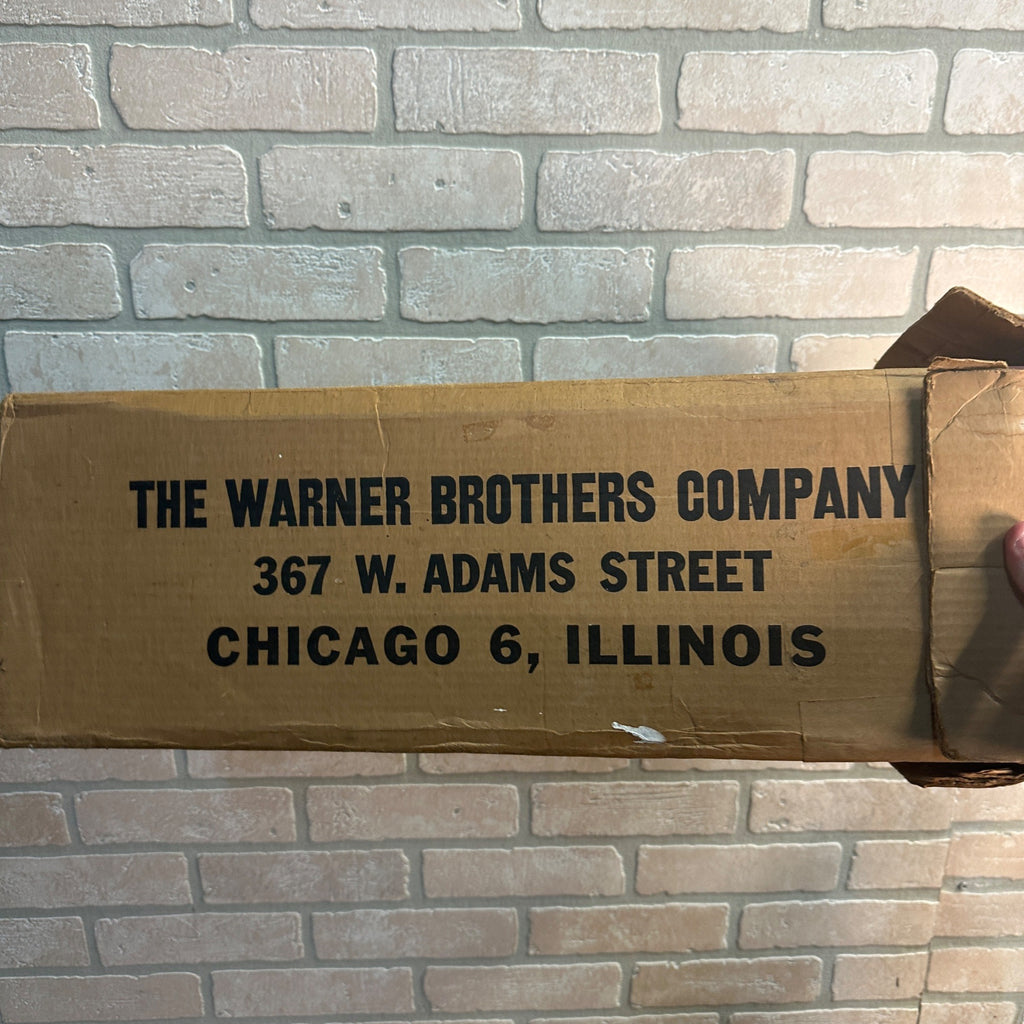 THE WARNER BROTHERS COMPANY
367 W. ADAMS STREET
CHICAGO 6, ILLINOIS